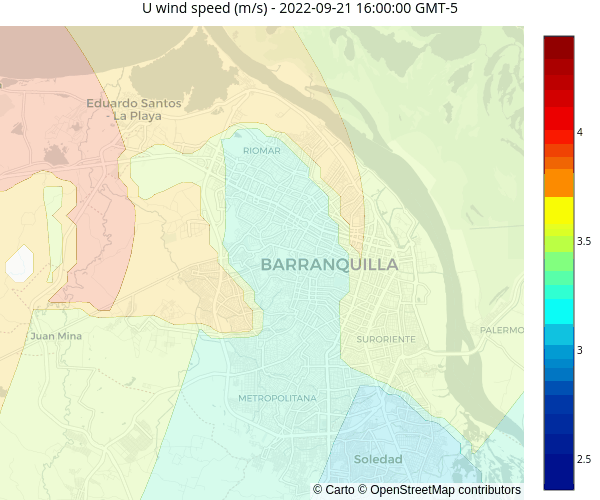 U wind speed (m/s) - 2022-09-21 16:00:00 GMT-5
Eduardo Santos
- La Playa
RIOMAR
BARRANQUILLA
Juan Mina
SURORIENTE
PALERMO
METROPOLITANA
Soledad
© Carto © OpenStreetMap contributors
4
3.5
3
2.5